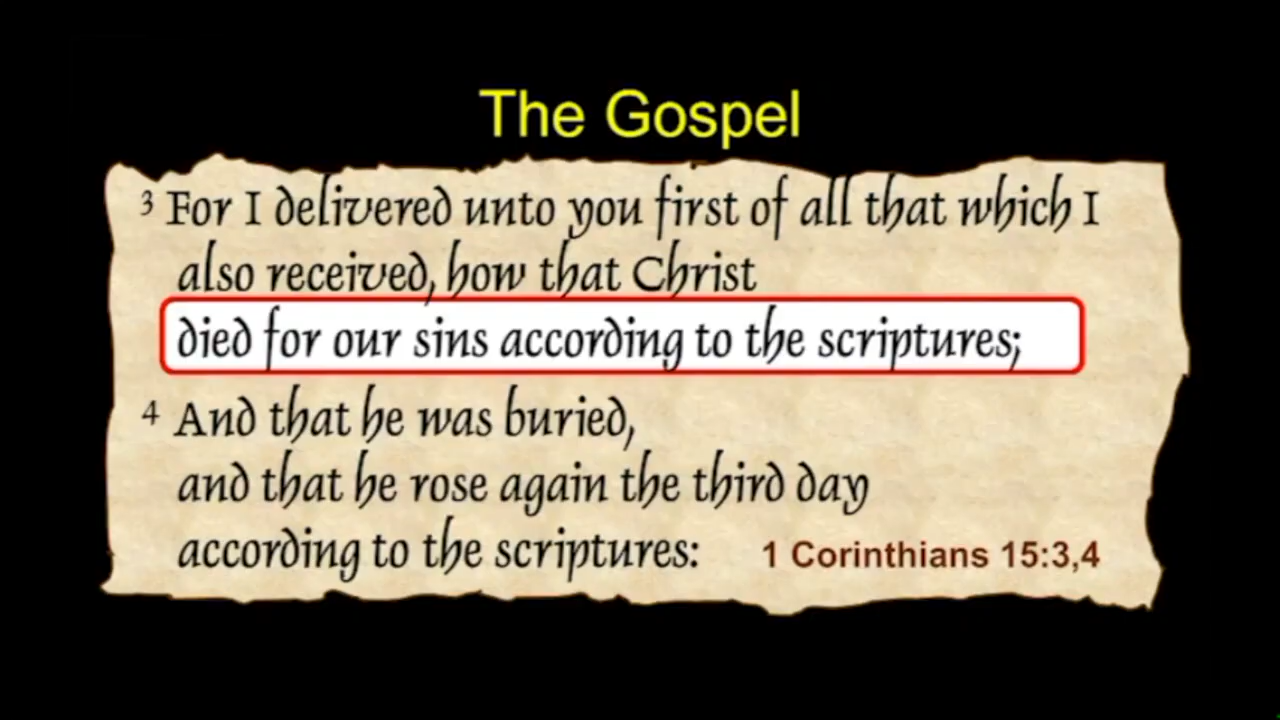 The Gospel
3 For I delivered unto you first of all that which I
also received, how that Christ
died for our sins according to the scriptures;
4 And that he was buried,
and that he rose again the third day
according to the scriptures: 1 Corinthians 15:3,4